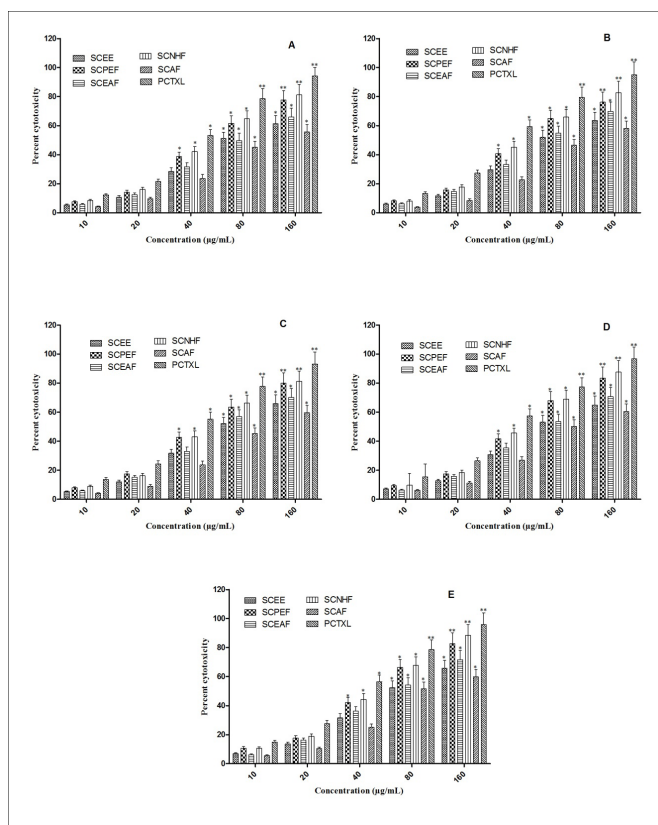 A
SCEE SCNHF
SCPEF SCAF
SCEAF PCTXL
Percent cytotoxicity
120
100
80
60
40
20
0
10 20 40 80 160
Concentration (µg/mL)
B
SCEE SCNHF
SCPEF SCAF
SCEAF PCTXL
Percent cytotoxicity
120
100
80
60
40
20
0
10 20 40 80 160
Concentration (µg/mL)
C
SCEE SCNHF
SCPEF SCAF
SCEAF PCTXL
Percent cytotoxicity
120
100
80
60
40
20
0
10 20 40 80 160
Concentration (µg/mL)
D
SCEE SCNHF
SCPEF SCAF
SCEAF PCTXL
Percent cytotoxicity
120
100
80
60
40
20
0
10 20 40 80 160
Concentration (µg/mL)
E
SCEE SCNHF
SCPEF SCAF
SCEAF PCTXL
Percent cytotoxicity
120
100
80
60
40
20
0
10 20 40 80 160
Concentration (µg/mL)